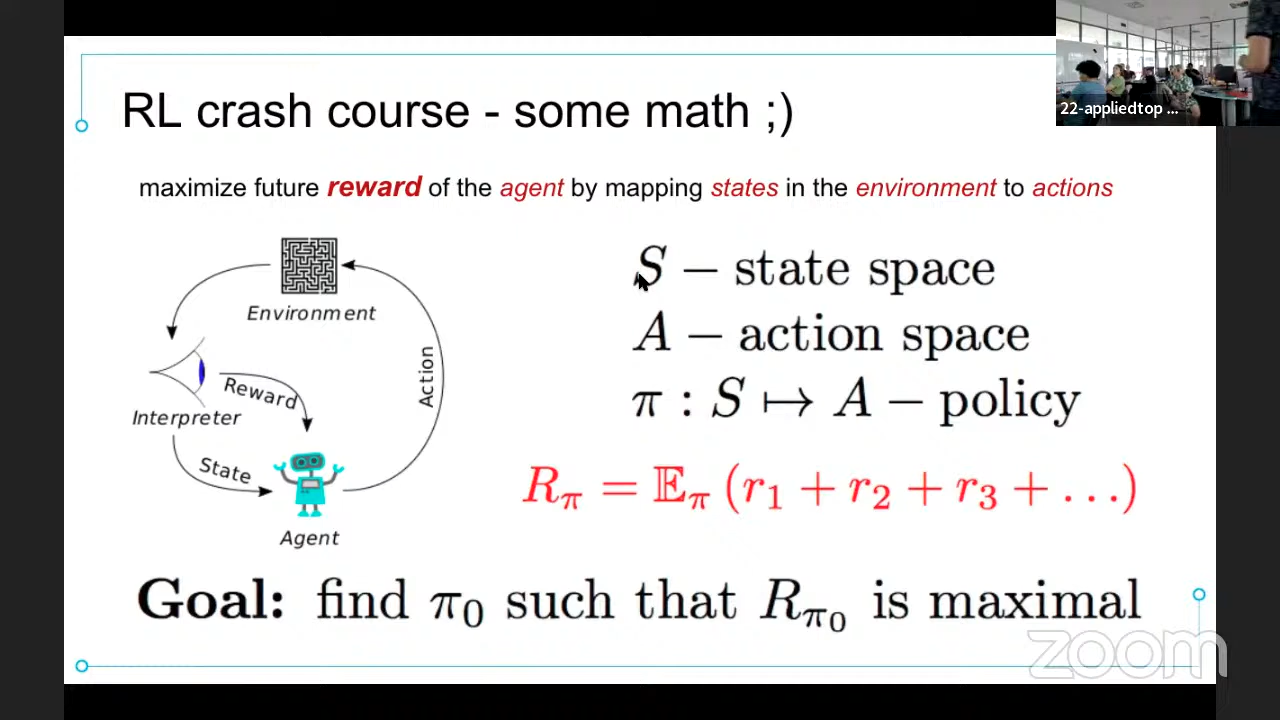 RL crash course - some math ;)
22-appliedtop ...
maximize future reward of the agent by mapping states in the environment to actions
Environment
Reward
Interpreter
State
Action
Agent
S – state space
A – action space
π : S ↦ A – policy
R_π = 𝔼_π (r_1 + r_2 + r_3 + ...)
Goal: find π_0 such that R_{π_0} is maximal
zoom